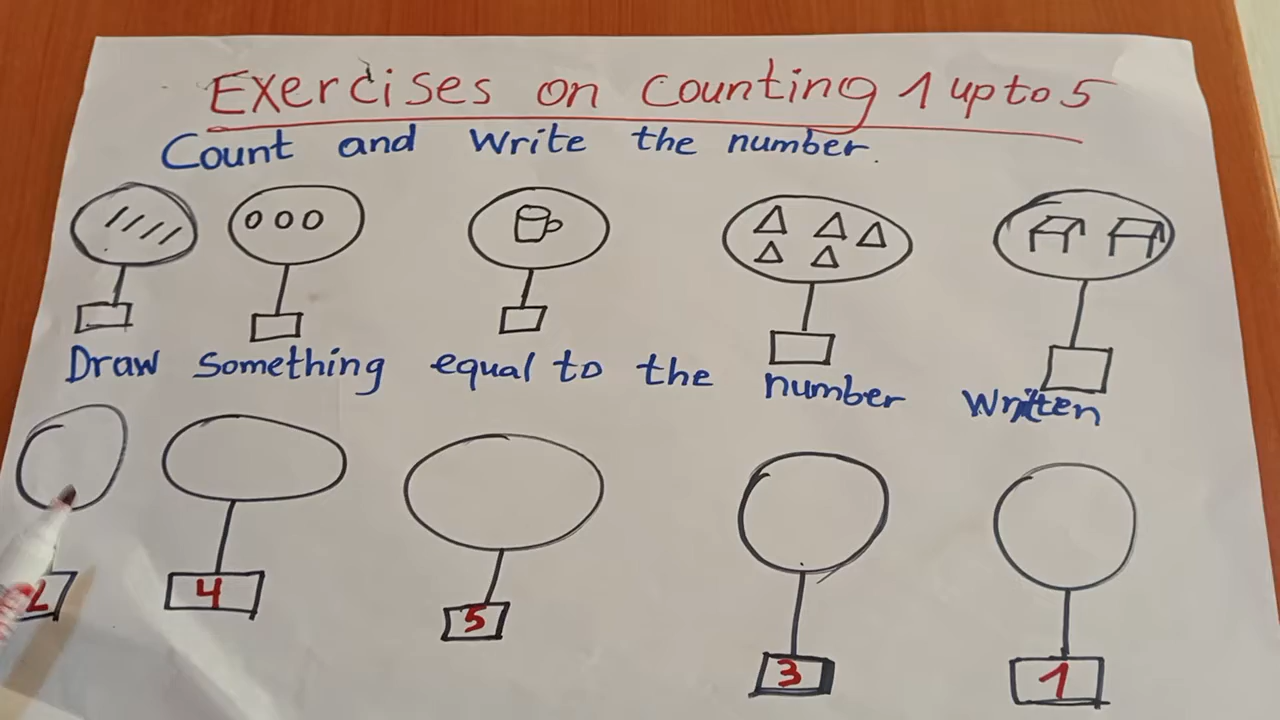 Exercises on counting 1 up to 5
Count and Write the number.
Draw Something equal to the number Written
2 4 5 3 1